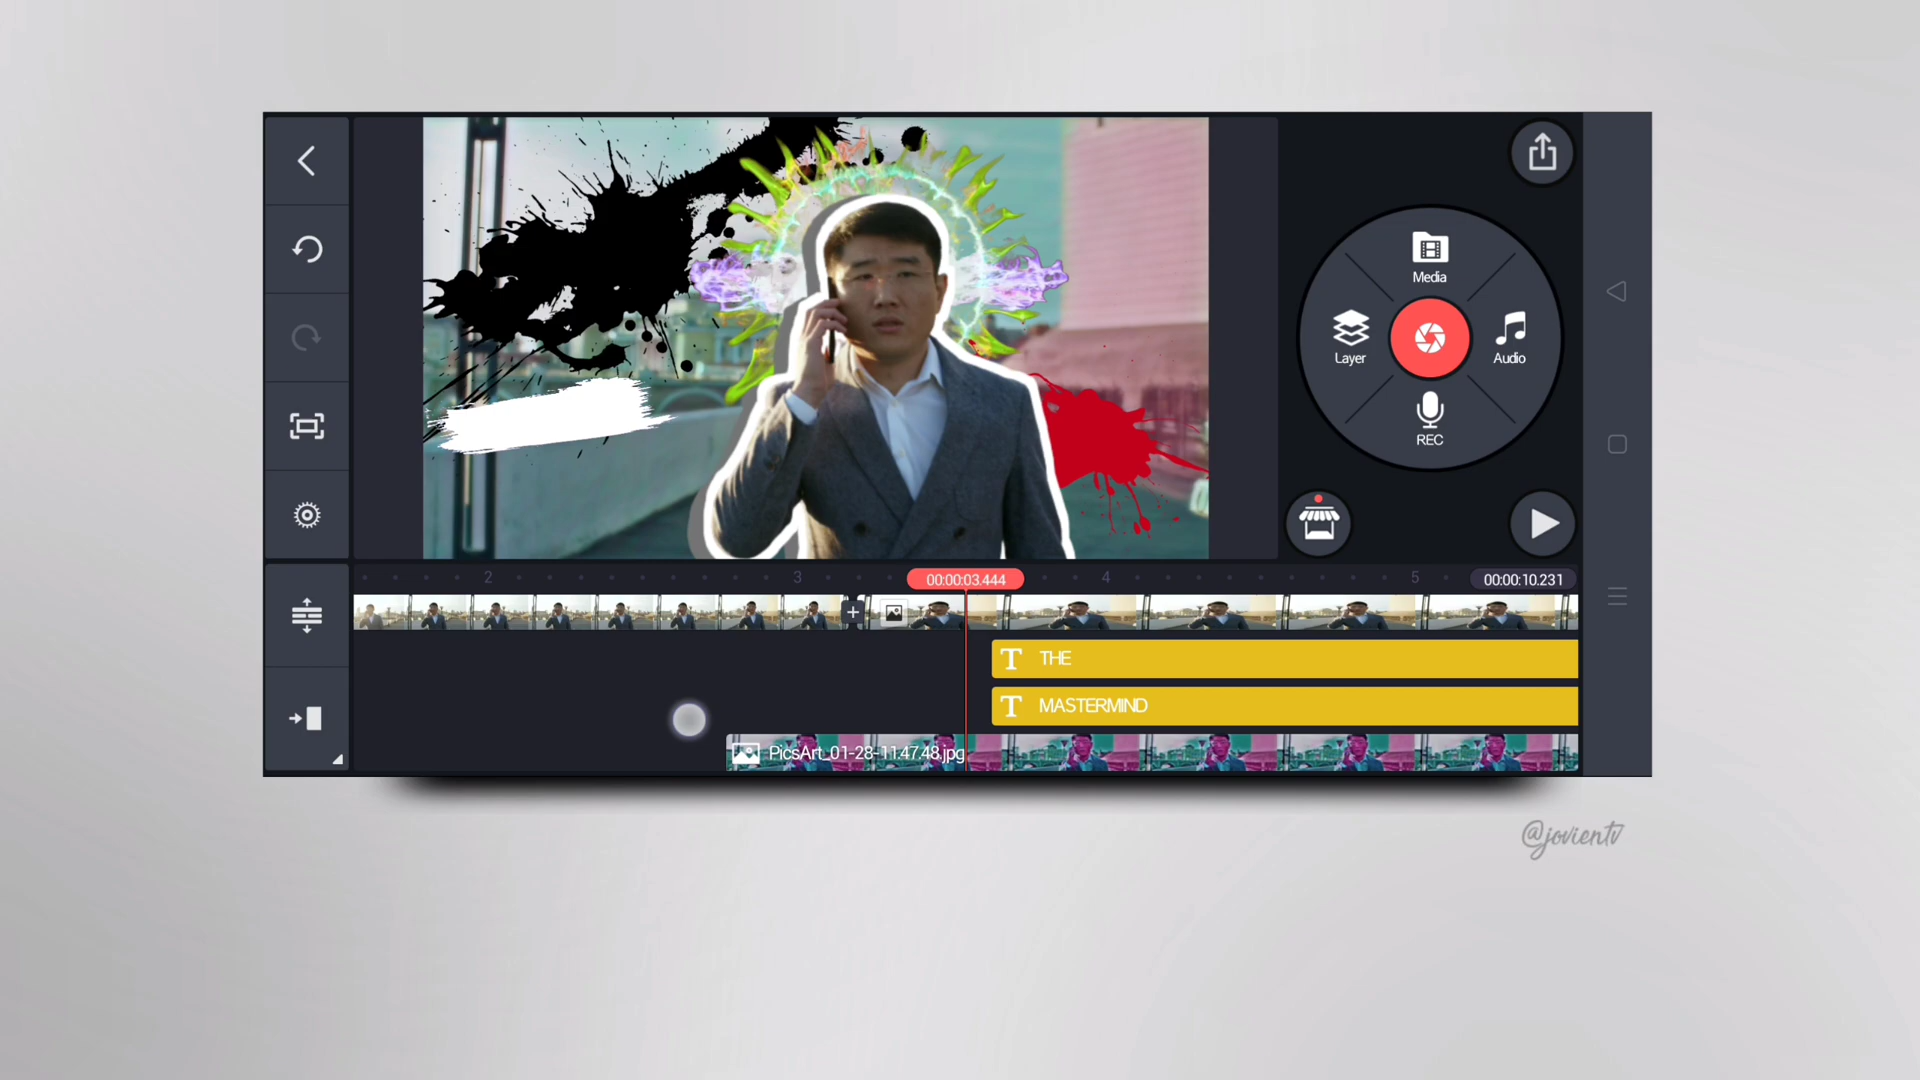 Media
Layer
Audio
REC
2
3
00:00:03.444
4
5
00:00:10.231
THE
MASTERMIND
PicsArt_01-28-11.47.48.jpg
@jovientv